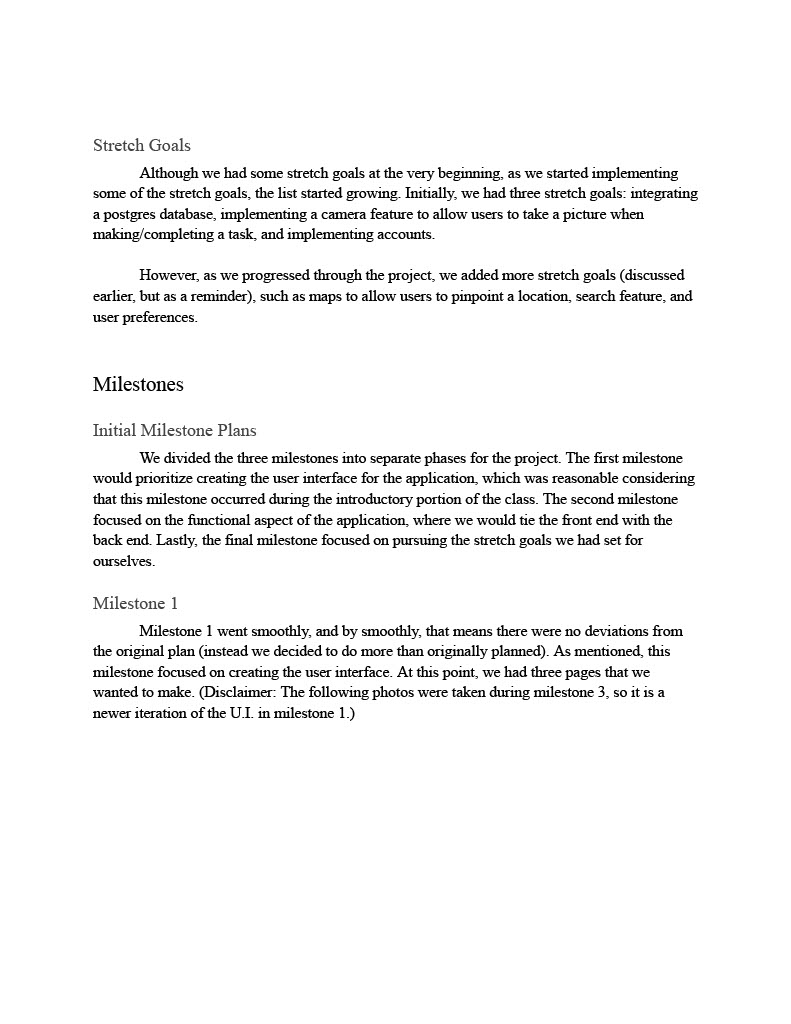 Stretch Goals
Although we had some stretch goals at the very beginning, as we started implementing
some of the stretch goals, the list started growing. Initially, we had three stretch goals: integrating
a postgres database, implementing a camera feature to allow users to take a picture when
making/completing a task, and implementing accounts.
However, as we progressed through the project, we added more stretch goals (discussed
earlier, but as a reminder), such as maps to allow users to pinpoint a location, search feature, and
user preferences.
Milestones
Initial Milestone Plans
We divided the three milestones into separate phases for the project. The first milestone
would prioritize creating the user interface for the application, which was reasonable considering
that this milestone occurred during the introductory portion of the class. The second milestone
focused on the functional aspect of the application, where we would tie the front end with the
back end. Lastly, the final milestone focused on pursuing the stretch goals we had set for
ourselves.
Milestone 1
Milestone 1 went smoothly, and by smoothly, that means there were no deviations from
the original plan (instead we decided to do more than originally planned). As mentioned, this
milestone focused on creating the user interface. At this point, we had three pages that we
wanted to make. (Disclaimer: The following photos were taken during milestone 3, so it is a
newer iteration of the U.I. in milestone 1.)